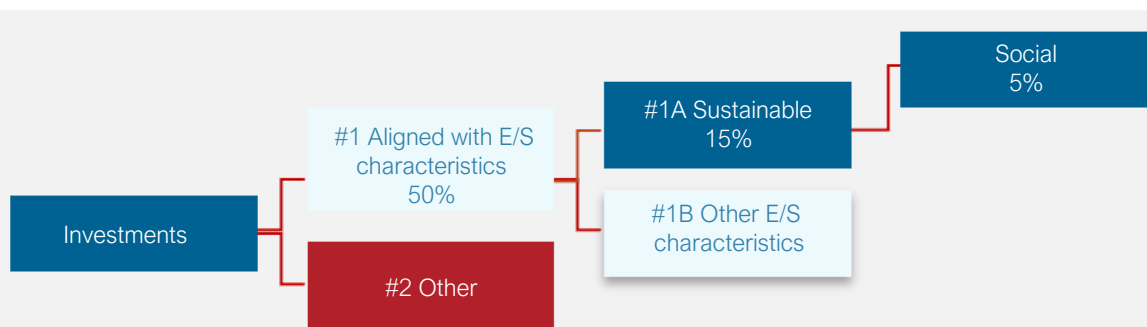 Social
5%
#1A Sustainable
15%
#1 Aligned with E/S
characteristics
50%
#1B Other E/S
characteristics
Investments
#2 Other